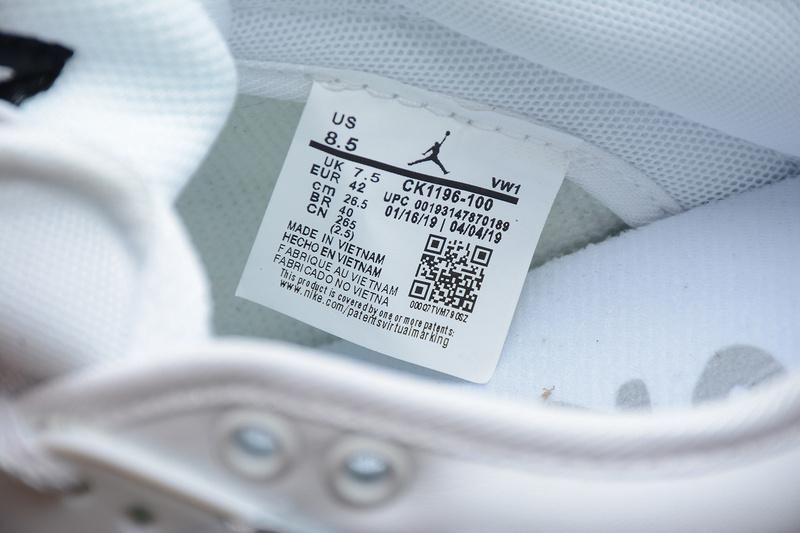 US
8.5
VW1
UK 7.5 CK1196-100
EUR 42 UPC 00193147870189
cm 26.5 01/16/19 | 04/04/19
BR 40
CN 265
(2.5)
MADE IN VIETNAM
HECHO EN VIETNAM
FABRIQUE AU VIETNAM
FABRICADO NO VIETNA
This product is covered by one or more patents:
www.nike.com/patentsvirtualmarking
00007TVM790SZ